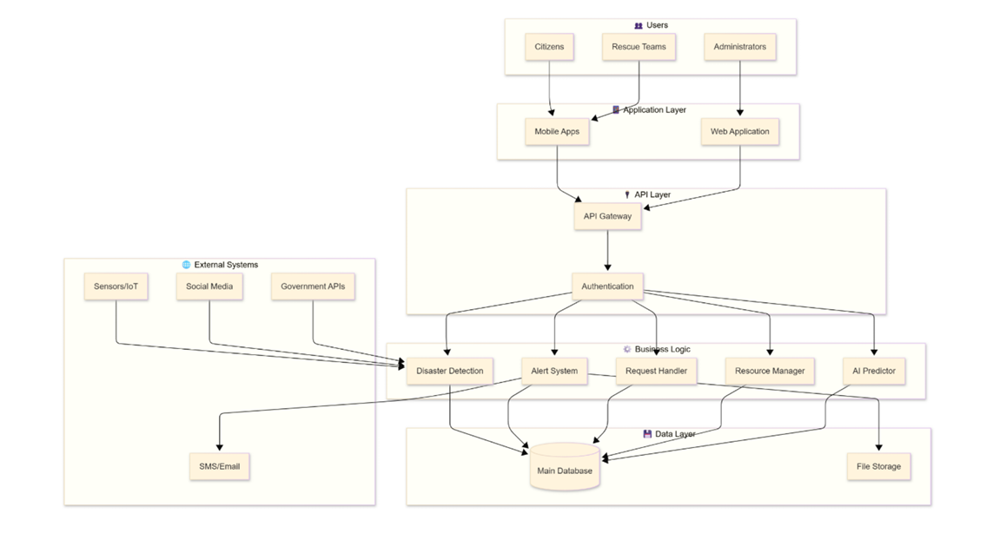 Users
Citizens
Rescue Teams
Administrators
Application Layer
Mobile Apps
Web Application
API Layer
API Gateway
External Systems
Sensors/IoT
Social Media
Government APIs
Authentication
Business Logic
Disaster Detection
Alert System
Request Handler
Resource Manager
AI Predictor
Data Layer
SMS/Email
Main Database
File Storage